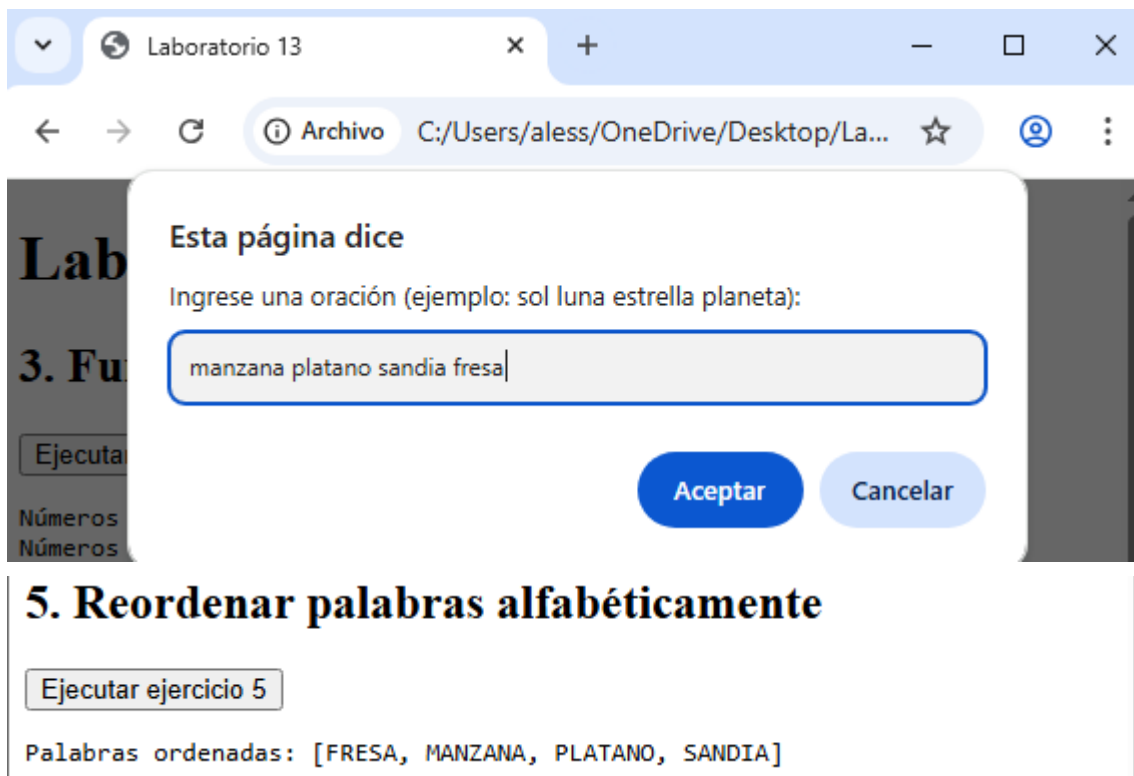 Laboratorio 13
Archivo C:/Users/aless/OneDrive/Desktop/La...
Esta página dice
Lab
Ingrese una oración (ejemplo: sol luna estrella planeta):
3. Fu
manzana platano sandia fresa
Ejecuta
Aceptar Cancelar
Números
Números
5. Reordenar palabras alfabéticamente
Ejecutar ejercicio 5
Palabras ordenadas: [FRESA, MANZANA, PLATANO, SANDIA]